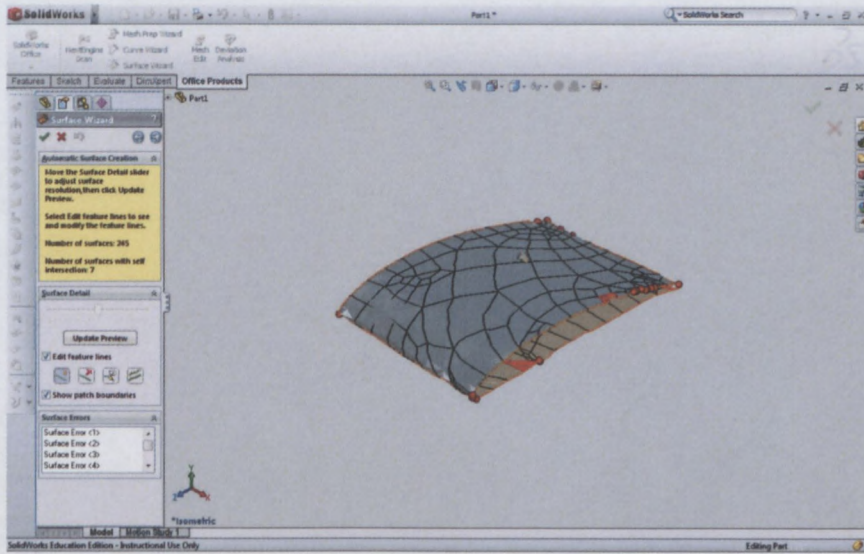 SolidWorks
Part1 *
SolidWorks Search
SolidWorks Office
NextEngine Scan
Mesh Prep Wizard
Curve Wizard
Surface Wizard
Mesh Edit
Deviation Analysis
Features Sketch Evaluate DimXpert Office Products
Part1
Surface Wizard ?
Automatic Surface Creation
Move the Surface Detail slider
to adjust surface
resolution,then click Update
Preview.
Select Edit feature lines to see
and modify the feature lines.
Number of surfaces:
Number of surfaces with self
intersection: 7
Surface Detail
Update Preview
Edit feature lines
Show patch boundaries
Surface Errors
Surface Error <1>
Surface Error <2>
Surface Error <3>
Surface Error <4>
Y
Z X
*Isometric
Model Motion Study 1
SolidWorks Education Edition - Instructional Use Only
Editing Part